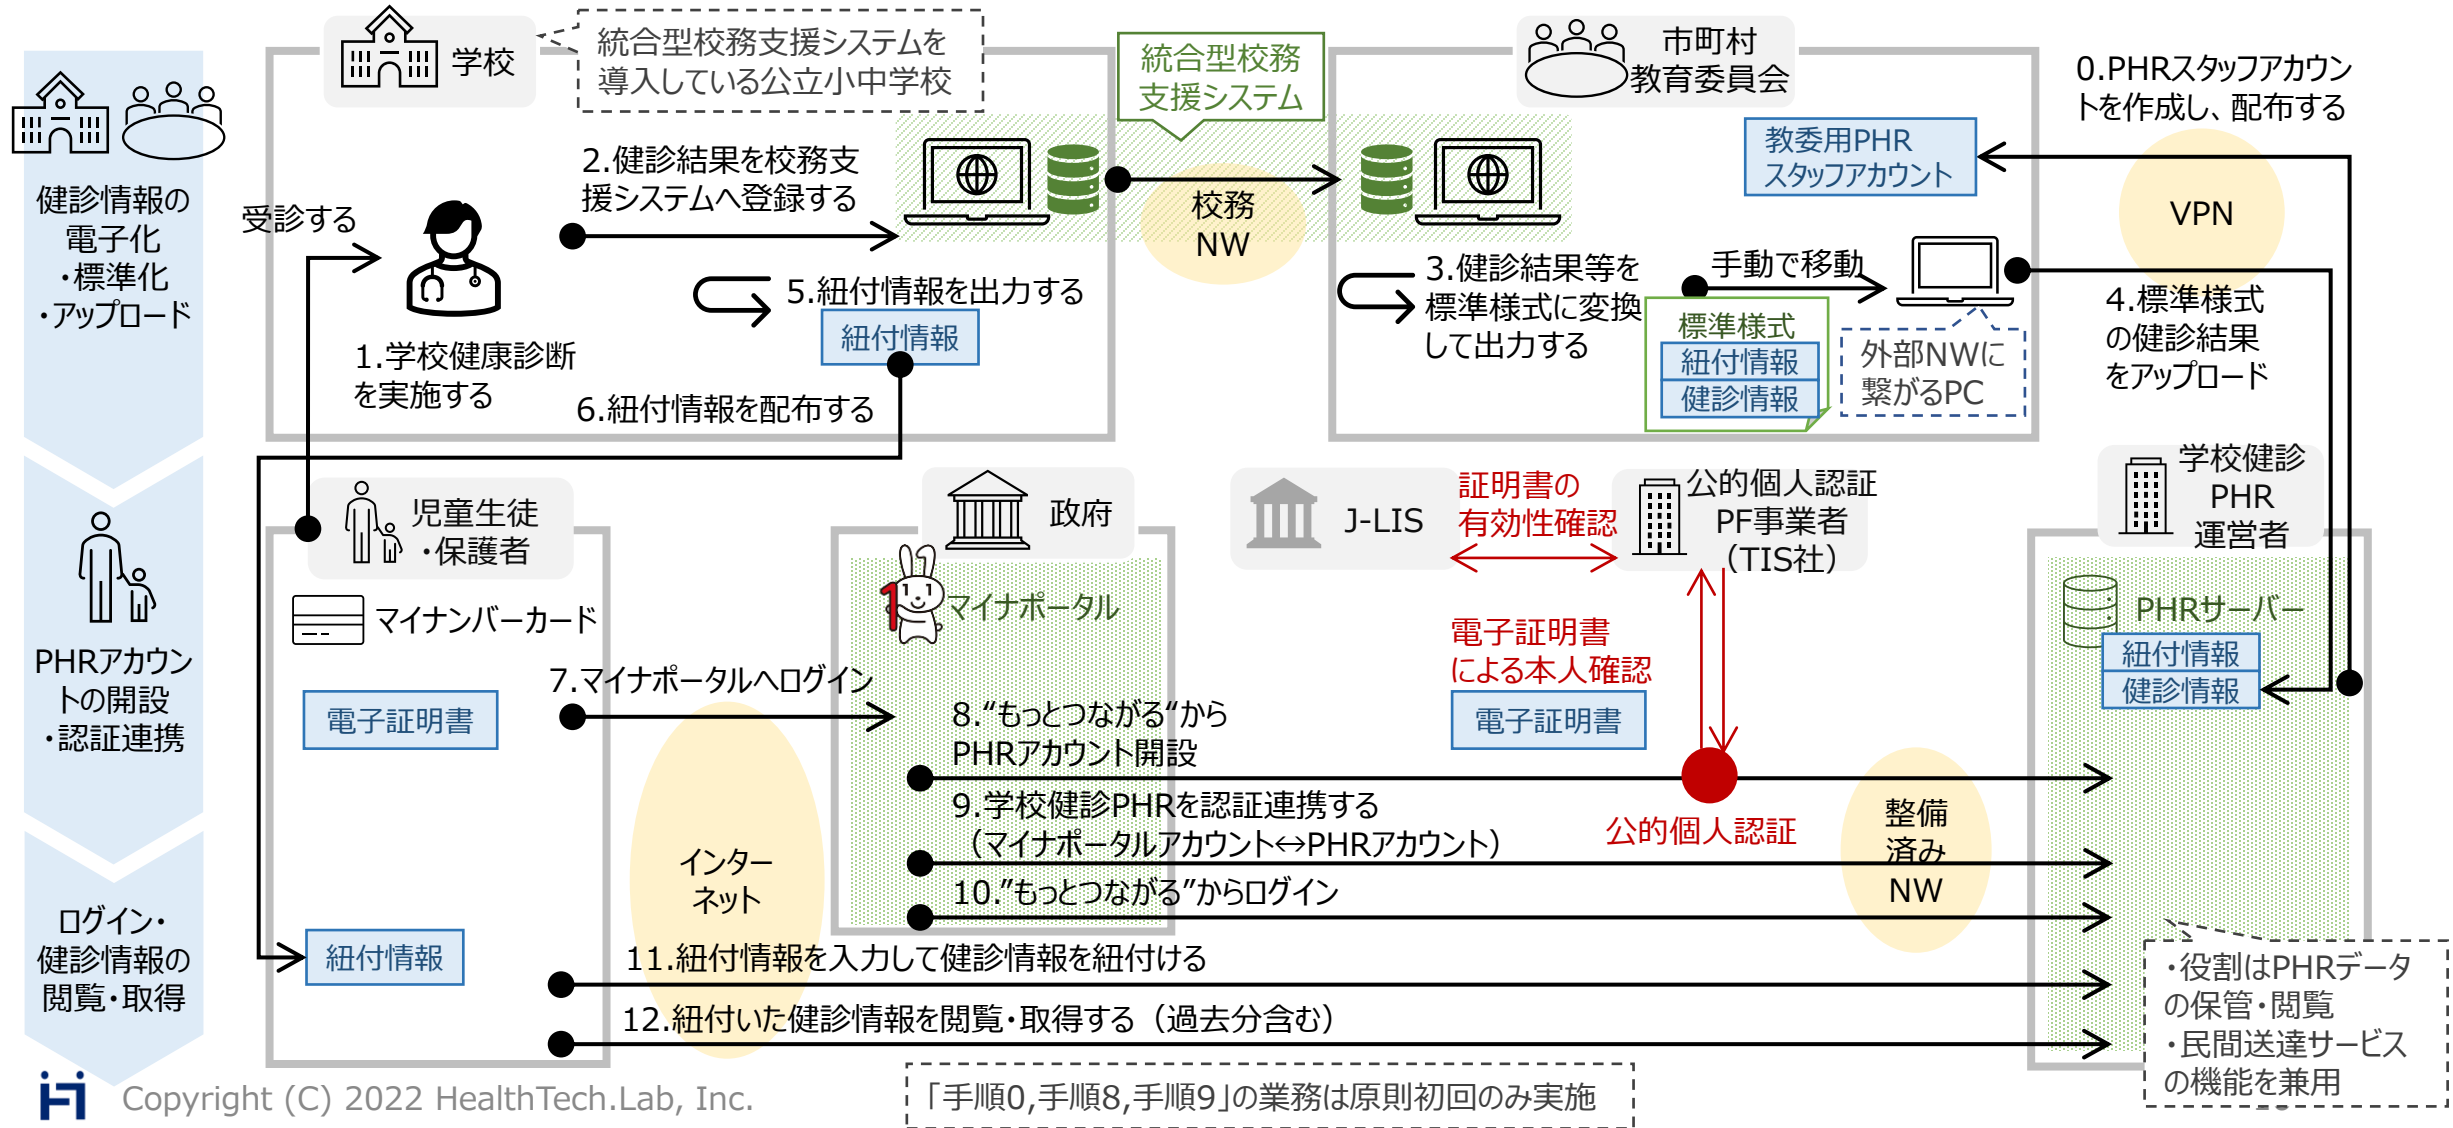 学校
統合型校務支援システムを
導入している公立小中学校
統合型校務
支援システム
市町村
教育委員会
0.PHRスタッフアカウン
トを作成し、配布する
健診情報の
電子化
・標準化
・アップロード
受診する
2.健診結果を校務支
援システムへ登録する
校務
NW
教委用PHR
スタッフアカウント
VPN
1.学校健康診断
を実施する
5.紐付情報を出力する
紐付情報
6.紐付情報を配布する
3.健診結果等を
標準様式に変換
して出力する
手動で移動
標準様式
紐付情報
健診情報
外部NWに
繋がるPC
4.標準様式
の健診結果
をアップロード
PHRアカウン
トの開設
・認証連携
児童生徒
・保護者
政府
J-LIS
証明書の
有効性確認
公的個人認証
PF事業者
（TIS社）
学校健診
PHR
運営者
マイナンバーカード
電子証明書
マイナポータル
7.マイナポータルへログイン
電子証明書
による本人確認
電子証明書
PHRサーバー
紐付情報
健診情報
8.“もっとつながる“から
PHRアカウント開設
9.学校健診PHRを認証連携する
（マイナポータルアカウント↔PHRアカウント）
公的個人認証
10.”もっとつながる”からログイン
インター
ネット
整備
済み
NW
ログイン・
健診情報の
閲覧・取得
紐付情報
11.紐付情報を入力して健診情報を紐付ける
12.紐付いた健診情報を閲覧・取得する（過去分含む）
・役割はPHRデータ
の保管・閲覧
・民間送達サービス
の機能を兼用
Copyright (C) 2022 HealthTech.Lab, Inc.
「手順0,手順8,手順9」の業務は原則初回のみ実施